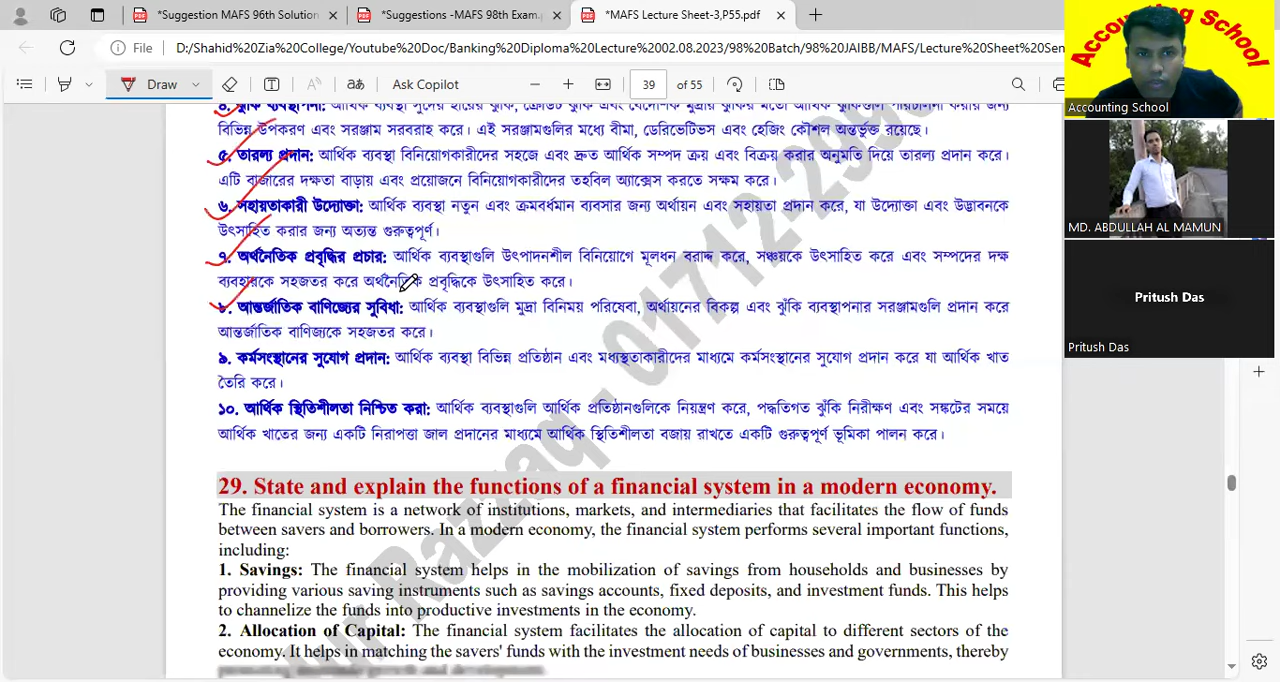 *Suggestion MAFS 96th Solution
*Suggestions -MAFS 98th Exam.p
*MAFS Lecture Sheet-3,P55.pdf
File
D:/Shahid%20Zia%20College/Youtube%20Doc/Banking%20Diploma%20Lecture%2002.08.2023/98%20Batch/98%20JAIBB/MAFS/Lecture%20Sheet%20Sen
Draw
Ask Copilot
39 of 55
৪. ঝুঁকি ব্যবস্থাপনা: আর্থিক ব্যবস্থা সুদের হারের ঝুঁকি, ক্রেডিট ঝুঁকি এবং বৈদেশিক মুদ্রার ঝুঁকির মতো আর্থিক ঝুঁকিগুলি পরিচালনা করার জন্য
বিভিন্ন উপকরণ এবং সরঞ্জাম সরবরাহ করে। এই সরঞ্জামগুলির মধ্যে বীমা, ডেরিভেটিভস এবং হেজিং কৌশল অন্তর্ভুক্ত রয়েছে।
৫. তারল্য প্রদান: আর্থিক ব্যবস্থা বিনিয়োগকারীদের সহজে এবং দ্রুত আর্থিক সম্পদ ক্রয় এবং বিক্রয় করার অনুমতি দিয়ে তারল্য প্রদান করে।
এটি বাজারের দক্ষতা বাড়ায় এবং প্রয়োজনে বিনিয়োগকারীদের তহবিল অ্যাক্সেস করতে সক্ষম করে।
৬. সহায়তাকারী উদ্যোক্তা: আর্থিক ব্যবস্থা নতুন এবং ক্রমবর্ধমান ব্যবসার জন্য অর্থায়ন এবং সহায়তা প্রদান করে, যা উদ্যোক্তা এবং উদ্ভাবনকে
উৎসাহিত করার জন্য অত্যন্ত গুরুত্বপূর্ণ।
৭. অর্থনৈতিক প্রবৃদ্ধির প্রচার: আর্থিক ব্যবস্থাগুলি উৎপাদনশীল বিনিয়োগে মূলধন বরাদ্দ করে, সঞ্চয়কে উৎসাহিত করে এবং সম্পদের দক্ষ
ব্যবহারকে সহজতর করে অর্থনৈতিক প্রবৃদ্ধিকে উৎসাহিত করে।
৮. আন্তর্জাতিক বাণিজ্যের সুবিধা: আর্থিক ব্যবস্থাগুলি মুদ্রা বিনিময় পরিষেবা, অর্থায়নের বিকল্প এবং ঝুঁকি ব্যবস্থাপনার সরঞ্জামগুলি প্রদান করে
আন্তর্জাতিক বাণিজ্যকে সহজতর করে।
৯. কর্মসংস্থানের সুযোগ প্রদান: আর্থিক ব্যবস্থা বিভিন্ন প্রতিষ্ঠান এবং মধ্যস্থতাকারীদের মাধ্যমে কর্মসংস্থানের সুযোগ প্রদান করে যা আর্থিক খাত
তৈরি করে।
১০. আর্থিক স্থিতিশীলতা নিশ্চিত করা: আর্থিক ব্যবস্থাগুলি আর্থিক প্রতিষ্ঠানগুলিকে নিয়ন্ত্রণ করে, পদ্ধতিগত ঝুঁকি নিরীক্ষণ এবং সঙ্কটের সময়ে
আর্থিক খাতের জন্য একটি নিরাপত্তা জাল প্রদানের মাধ্যমে আর্থিক স্থিতিশীলতা বজায় রাখতে একটি গুরুত্বপূর্ণ ভূমিকা পালন করে।
29. State and explain the functions of a financial system in a modern economy.
The financial system is a network of institutions, markets, and intermediaries that facilitates the flow of funds
between savers and borrowers. In a modern economy, the financial system performs several important functions,
including:
1. Savings: The financial system helps in the mobilization of savings from households and businesses by
providing various saving instruments such as savings accounts, fixed deposits, and investment funds. This helps
to channelize the funds into productive investments in the economy.
2. Allocation of Capital: The financial system facilitates the allocation of capital to different sectors of the
economy. It helps in matching the savers' funds with the investment needs of businesses and governments, thereby
Razzaq - 01712-
Accounting School
Accounting School
MD. ABDULLAH AL MAMUN
Pritush Das
Pritush Das